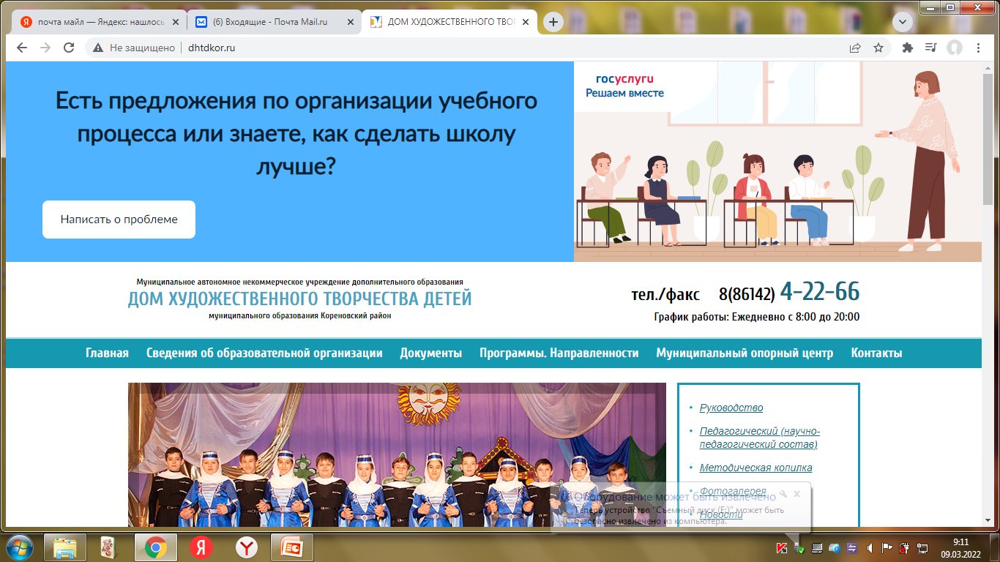 почта майл — Яндекс: нашлось
(6) Входящие - Почта Mail.ru
ДОМ ХУДОЖЕСТВЕННОГО ТВОР
Не защищено
dhtdkor.ru
Есть предложения по организации учебного
процесса или знаете, как сделать школу
лучше?
Написать о проблеме
госуслуги
Решаем вместе
Муниципальное автономное некоммерческое учреждение дополнительного образования
ДОМ ХУДОЖЕСТВЕННОГО ТВОРЧЕСТВА ДЕТЕЙ
муниципального образования Кореновский район
тел./факс 8(86142) 4-22-66
График работы: Ежедневно с 8:00 до 20:00
Главная Сведения об образовательной организации Документы Программы. Направленности Муниципальный опорный центр Контакты
Руководство
Педагогический (научно-
педагогический состав)
Методическая копилка
Фотогалерея
Новости
Оборудование может быть извлечено
Теперь устройство "Съемный диск (F:)" может быть
безопасно извлечено из компьютера.
9:11
09.03.2022